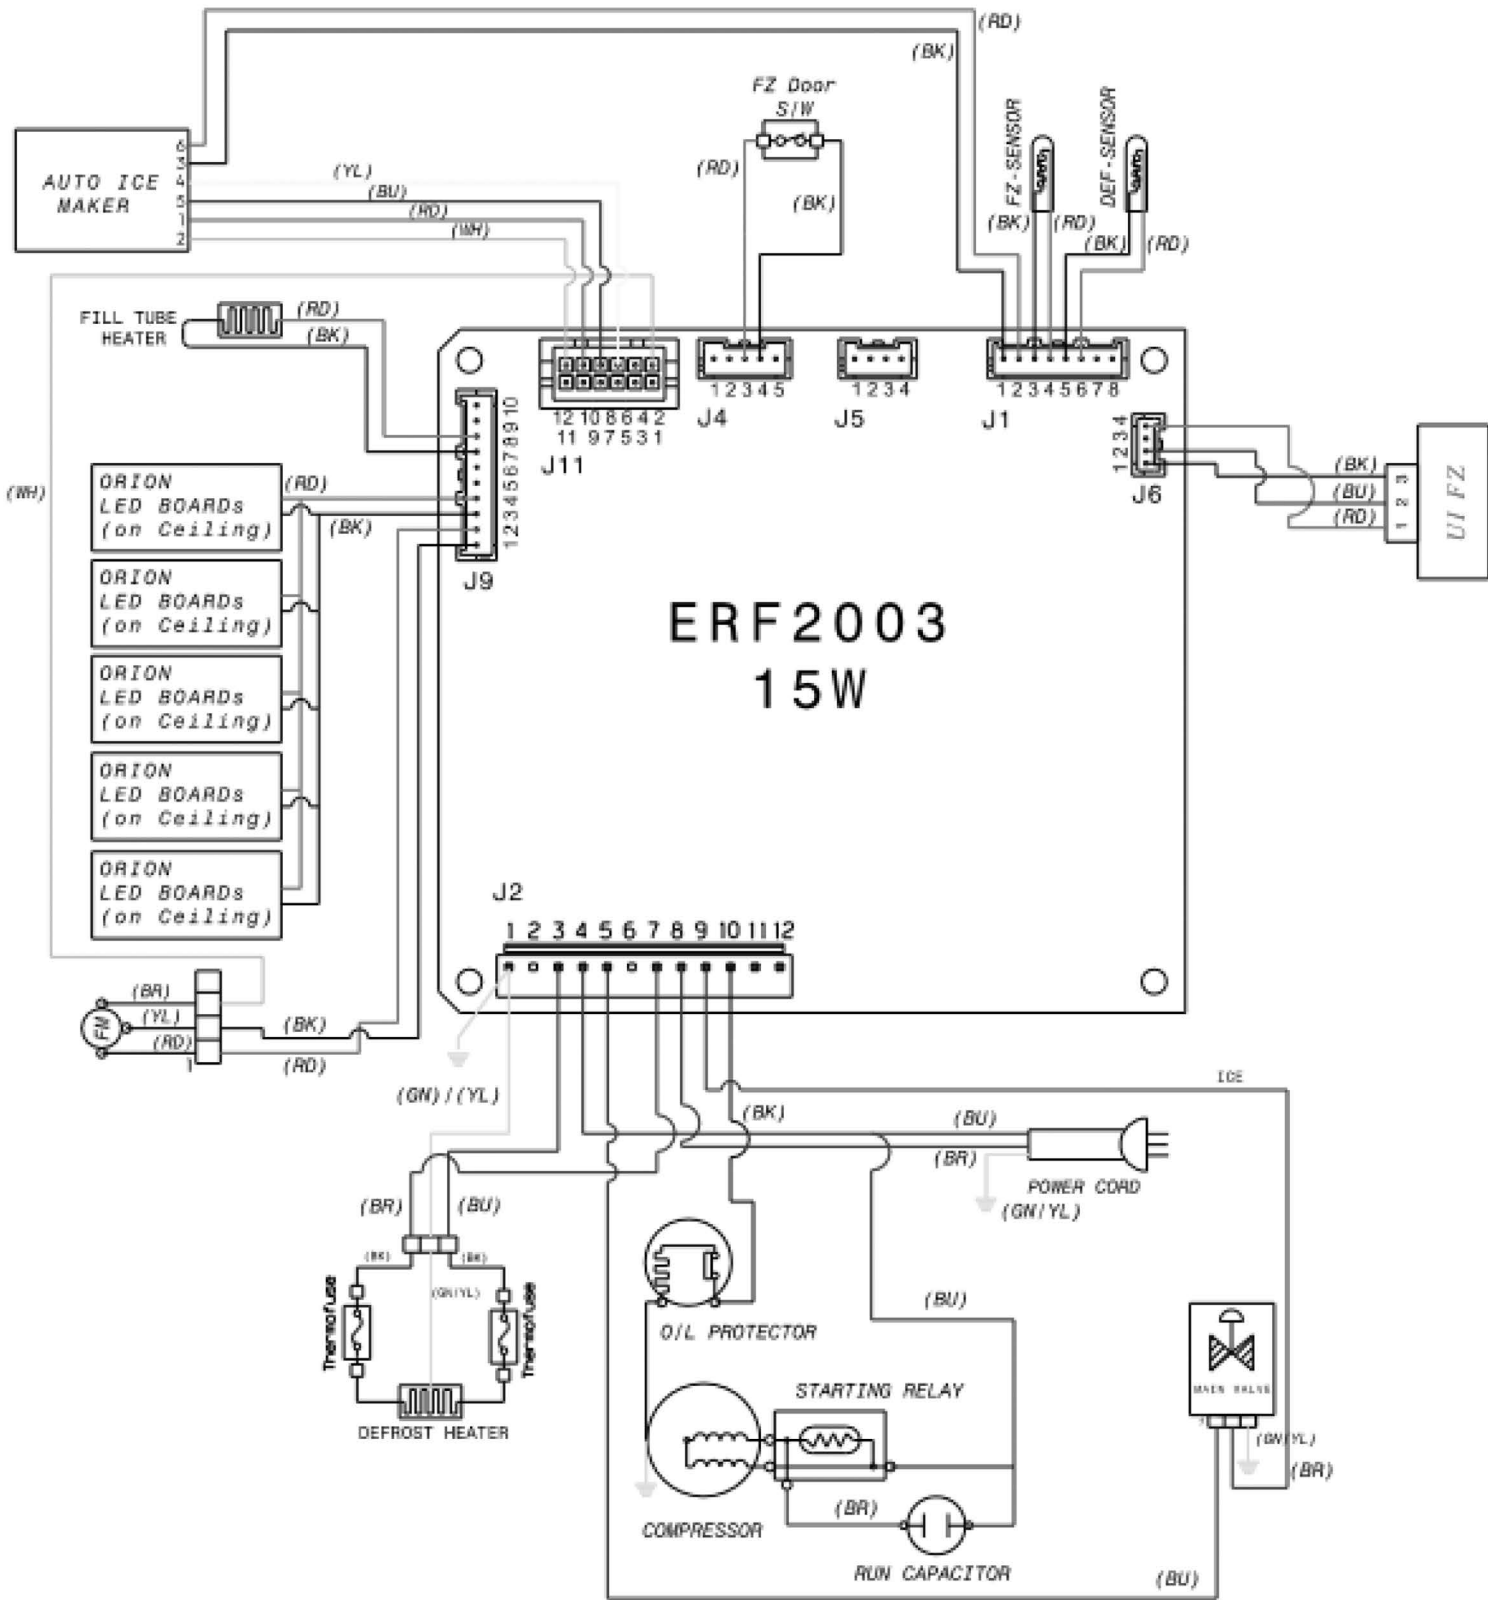 (RD)
(BK)
FZ Door
S/W
FZ-SENSOR
DEF-SENSOR
AUTO ICE
MAKER
6
3
4
5
1
2
(YL)
(BU)
(RD)
(WH)
(RD)
(BK)
(BK)
(RD)
(BK)
(RD)
FILL TUBE
HEATER
(RD)
(BK)
12 10 8 6 4 2
11 9 7 5 3 1
J11
1 2 3 4 5
J4
1 2 3 4
J5
1 2 3 4 5 6 7 8
J1
1 2 3 4
J6
(BK)
(BU)
(RD)
1 2 3
UI FZ
1 2 3 4 5 6 7 8 9 10
J9
(WH)
ORION
LED BOARDs
(on Ceiling)
(RD)
(BK)
ORION
LED BOARDs
(on Ceiling)
ORION
LED BOARDs
(on Ceiling)
ORION
LED BOARDs
(on Ceiling)
ORION
LED BOARDs
(on Ceiling)
ERF2003
15W
J2
1 2 3 4 5 6 7 8 9 10 11 12
FM
(BR)
(YL)
(RD)
1
(BK)
(RD)
(GN)/(YL)
(BK)
ICE
(BU)
(BR)
POWER CORD
(GN/YL)
(BR)
(BU)
(BK)
(BK)
(GN/YL)
Thermofuse
Thermofuse
DEFROST HEATER
O/L PROTECTOR
(BU)
STARTING RELAY
COMPRESSOR
(BR)
RUN CAPACITOR
MAIN VALVE
(GN/YL)
(BR)
(BU)